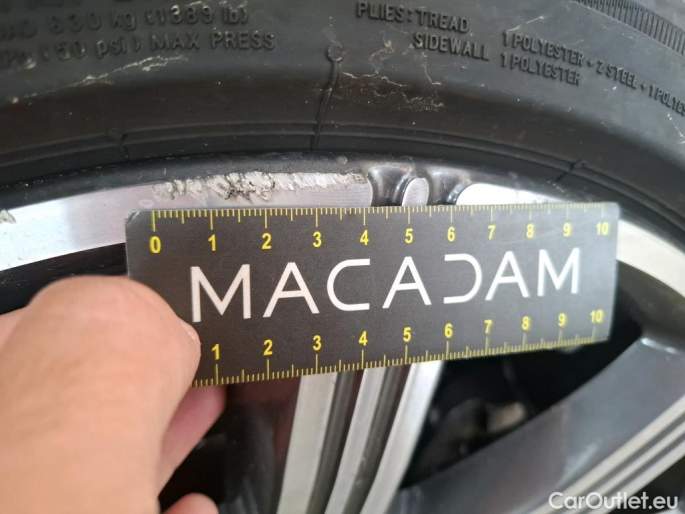 630 kg (1389 lb)
(50 psi) MAX PRESS
PLIES: TREAD 1 POLYESTER + 2 STEEL + 1 POLY
SIDEWALL 1 POLYESTER
0 1 2 3 4 5 6 7 8 9 10
MACADAM
1 2 3 4 5 6 7 8 9 10
CarOutlet.eu